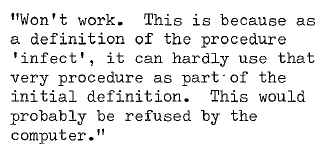 "Won't work.  This is because as
a definition of the procedure
'infect', it can hardly use that
very procedure as part of the
initial definition.  This would
probably be refused by the
computer."